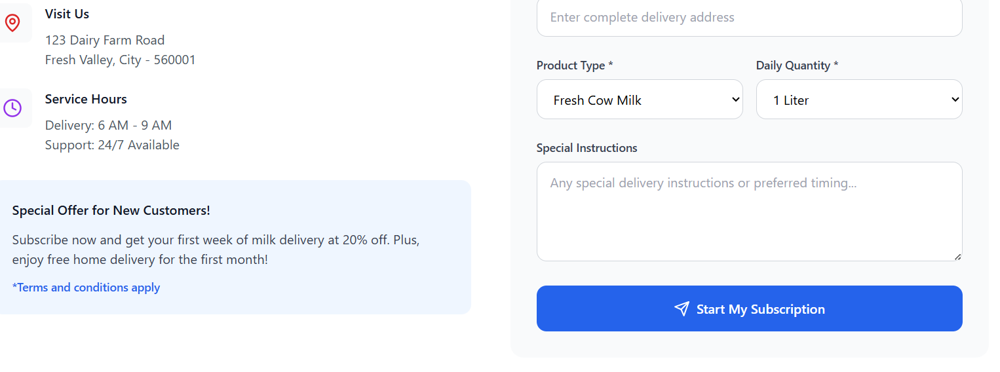 Visit Us
123 Dairy Farm Road
Fresh Valley, City - 560001
Service Hours
Delivery: 6 AM - 9 AM
Support: 24/7 Available
Special Offer for New Customers!
Subscribe now and get your first week of milk delivery at 20% off. Plus,
enjoy free home delivery for the first month!
*Terms and conditions apply
Enter complete delivery address
Product Type *
Daily Quantity *
Fresh Cow Milk
1 Liter
Special Instructions
Any special delivery instructions or preferred timing...
Start My Subscription